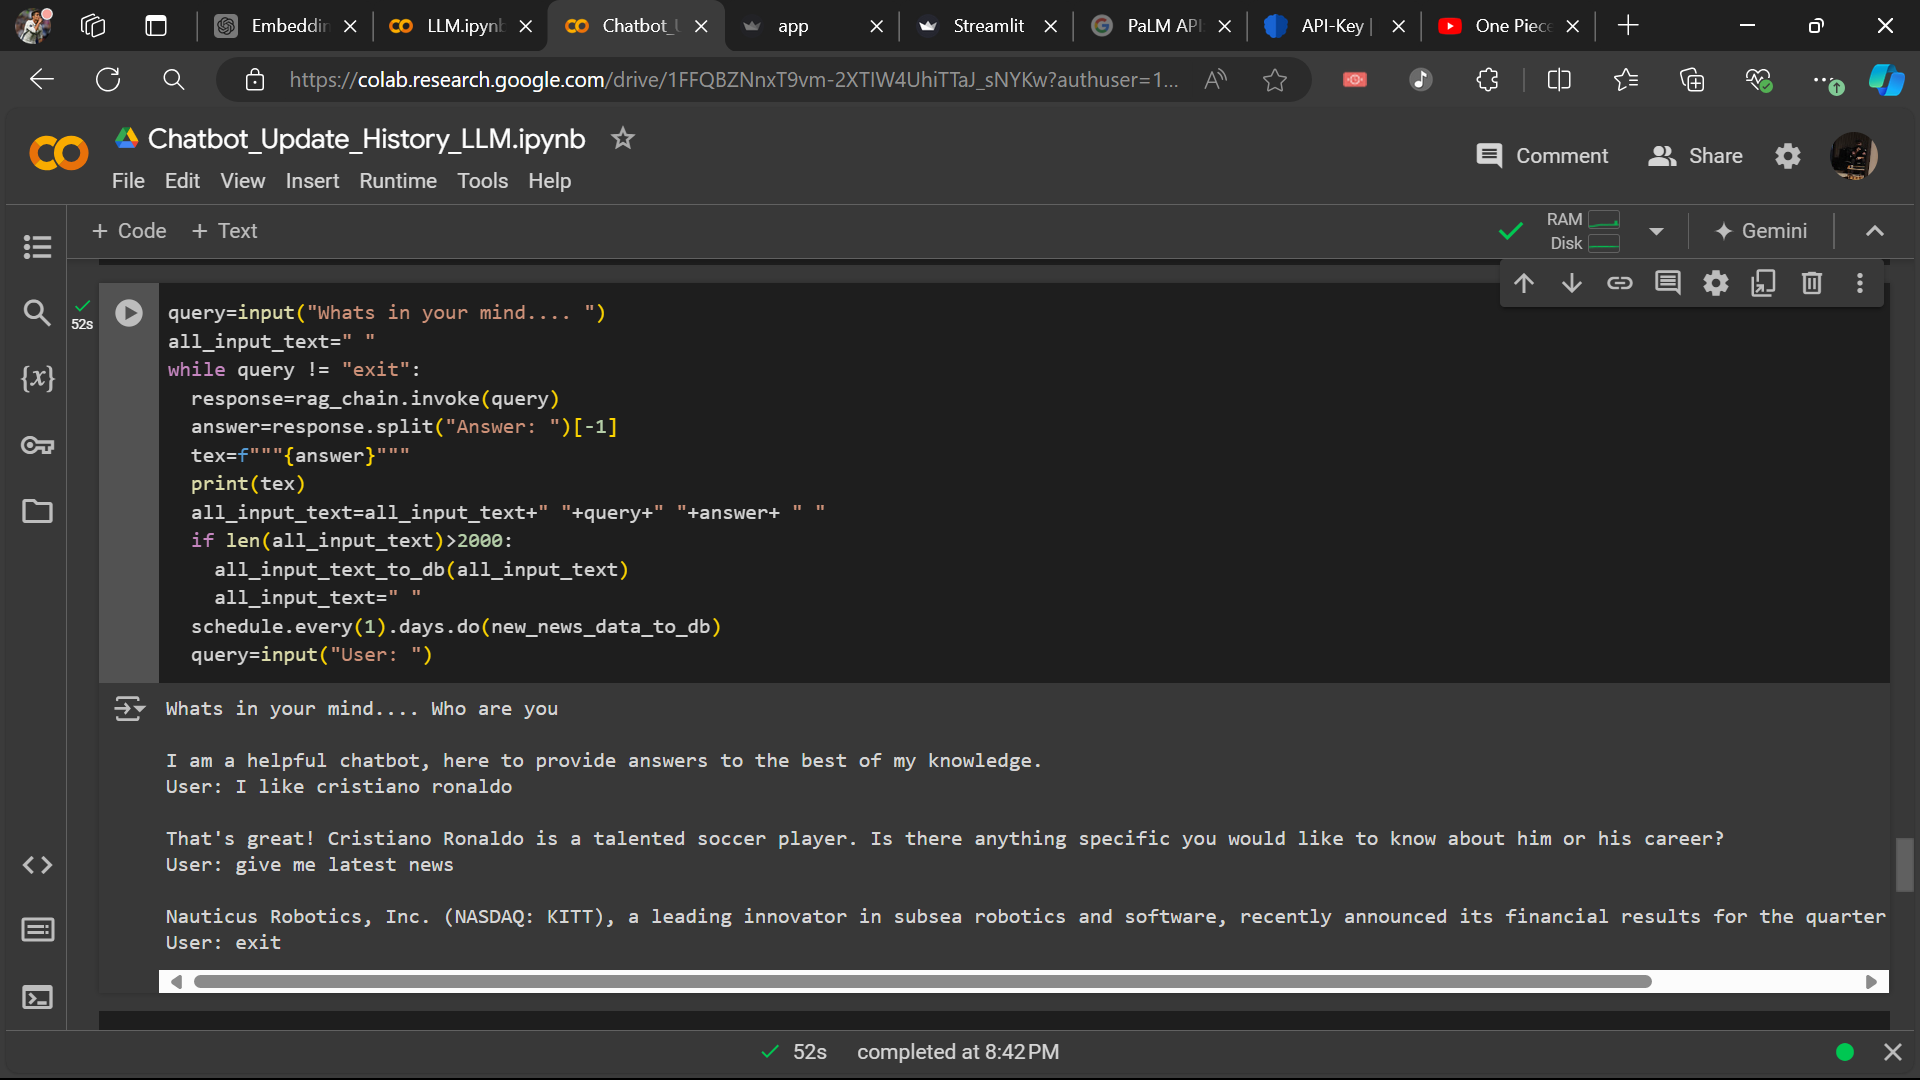 Embeddin
LLM.ipynb
Chatbot_U
app
Streamlit
PaLM API
API-Key |
One Piece
https://colab.research.google.com/drive/1FFQBZNnxT9vm-2XTIW4UhiTTaJ_sNYKw?authuser=1...
Chatbot_Update_History_LLM.ipynb
Comment
Share
File Edit View Insert Runtime Tools Help
+ Code + Text
RAM
Disk
Gemini
52s
query=input("Whats in your mind.... ")
all_input_text=" "
while query != "exit":
  response=rag_chain.invoke(query)
  answer=response.split("Answer: ")[-1]
  tex=f"""{answer}"""
  print(tex)
  all_input_text=all_input_text+" "+query+" "+answer+ " "
  if len(all_input_text)>2000:
    all_input_text_to_db(all_input_text)
    all_input_text=" "
  schedule.every(1).days.do(new_news_data_to_db)
  query=input("User: ")
Whats in your mind.... Who are you
I am a helpful chatbot, here to provide answers to the best of my knowledge.
User: I like cristiano ronaldo
That's great! Cristiano Ronaldo is a talented soccer player. Is there anything specific you would like to know about him or his career?
User: give me latest news
Nauticus Robotics, Inc. (NASDAQ: KITT), a leading innovator in subsea robotics and software, recently announced its financial results for the quarter
User: exit
52s completed at 8:42 PM